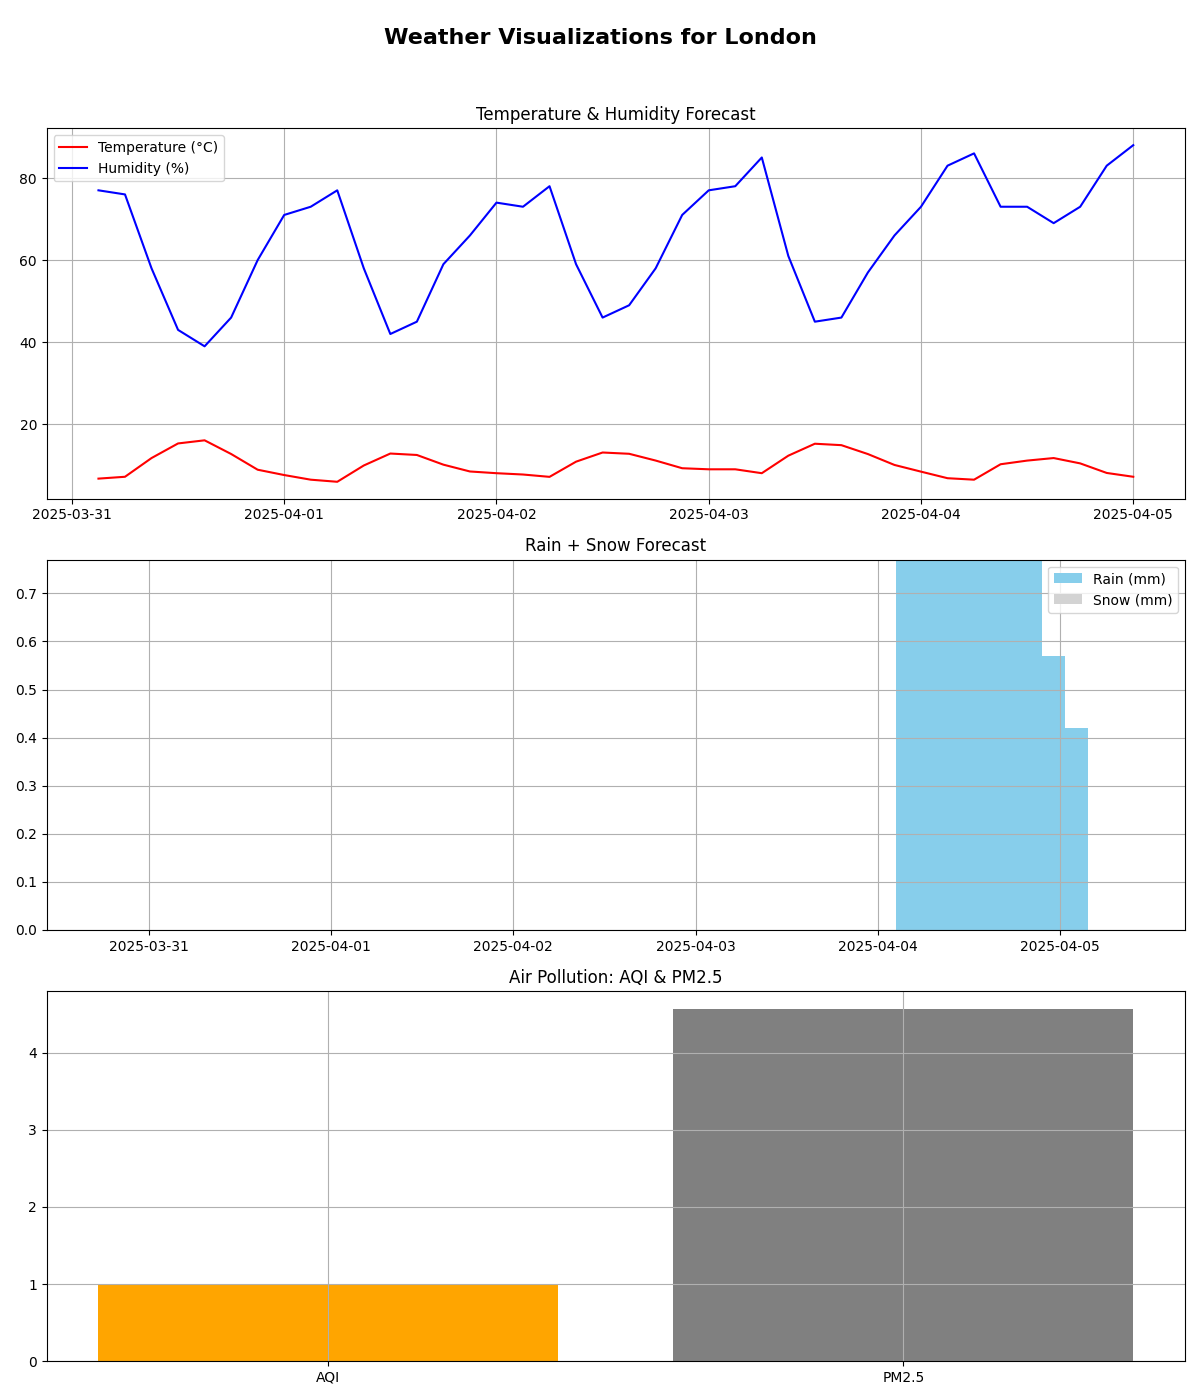 Weather Visualizations for London
Temperature & Humidity Forecast
Temperature (°C)
Humidity (%)
80
60
40
20
2025-03-31 2025-04-01 2025-04-02 2025-04-03 2025-04-04 2025-04-05
Rain + Snow Forecast
Rain (mm)
Snow (mm)
0.7
0.6
0.5
0.4
0.3
0.2
0.1
0.0
2025-03-31 2025-04-01 2025-04-02 2025-04-03 2025-04-04 2025-04-05
Air Pollution: AQI & PM2.5
4
3
2
1
0
AQI PM2.5